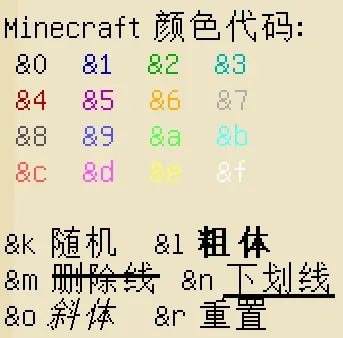 Minecraft 颜色代码:
&0 &1 &2 &3
&4 &5 &6 &7
&8 &9 &a &b
&c &d &e &f
&k 随机 &l 粗体
&m 删除线 &n 下划线
&o 斜体 &r 重置